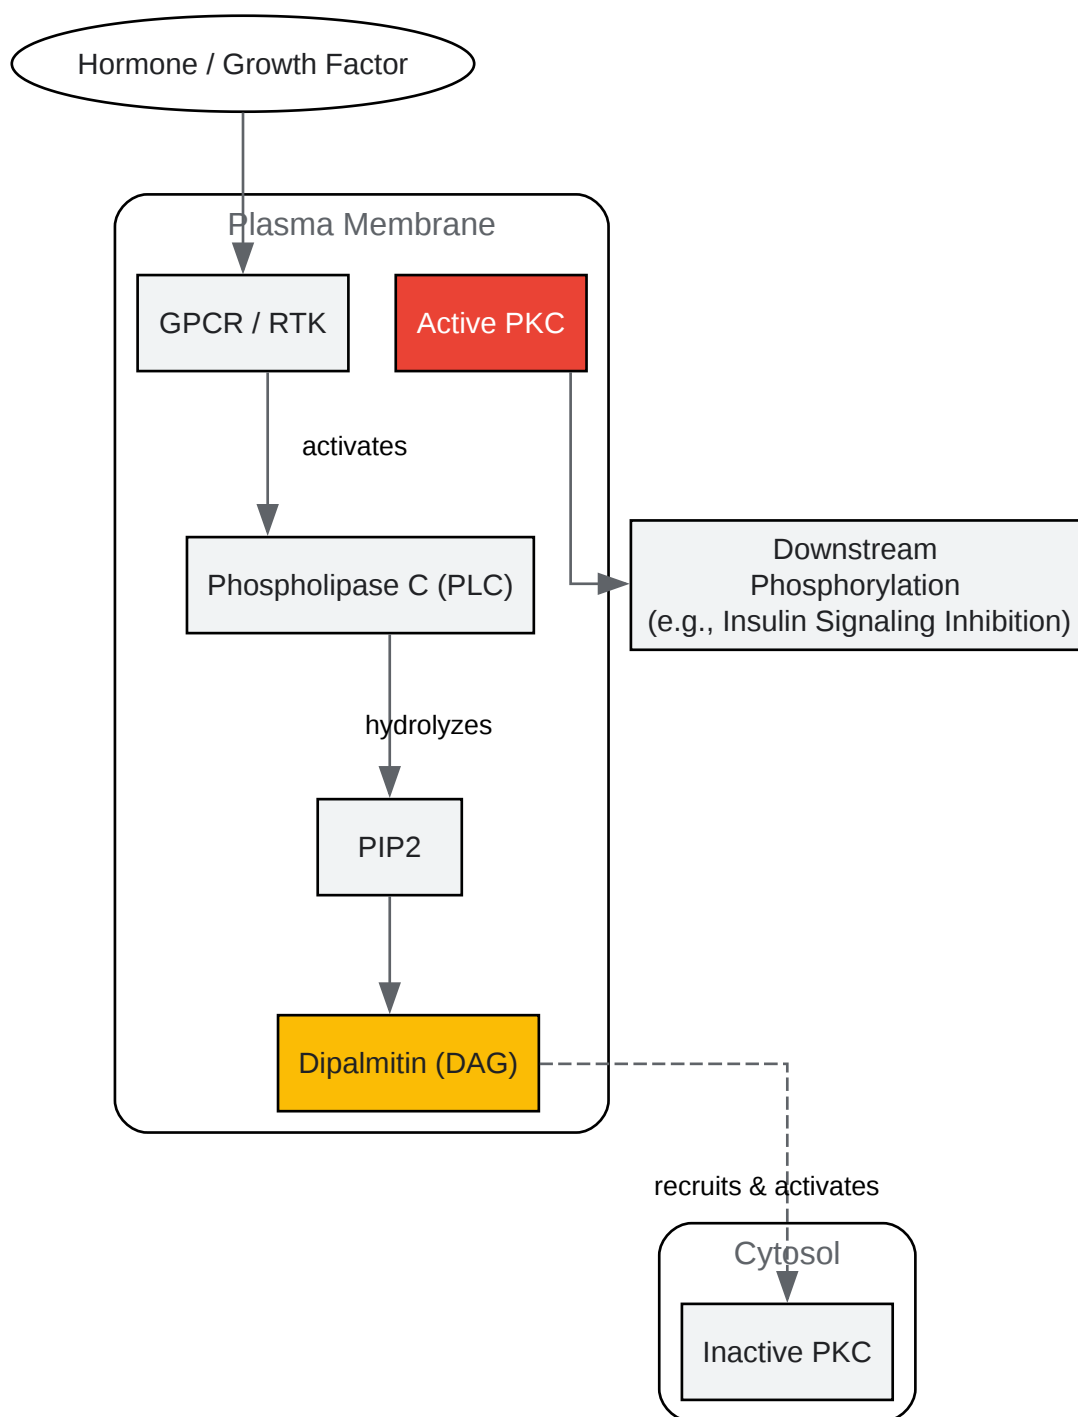 Hormone / Growth Factor
Plasma Membrane
GPCR / RTK
Active PKC
activates
Phospholipase C (PLC)
Downstream
Phosphorylation
(e.g., Insulin Signaling Inhibition)
hydrolyzes
PIP2
Dipalmitin (DAG)
recruits & activates
Cytosol
Inactive PKC